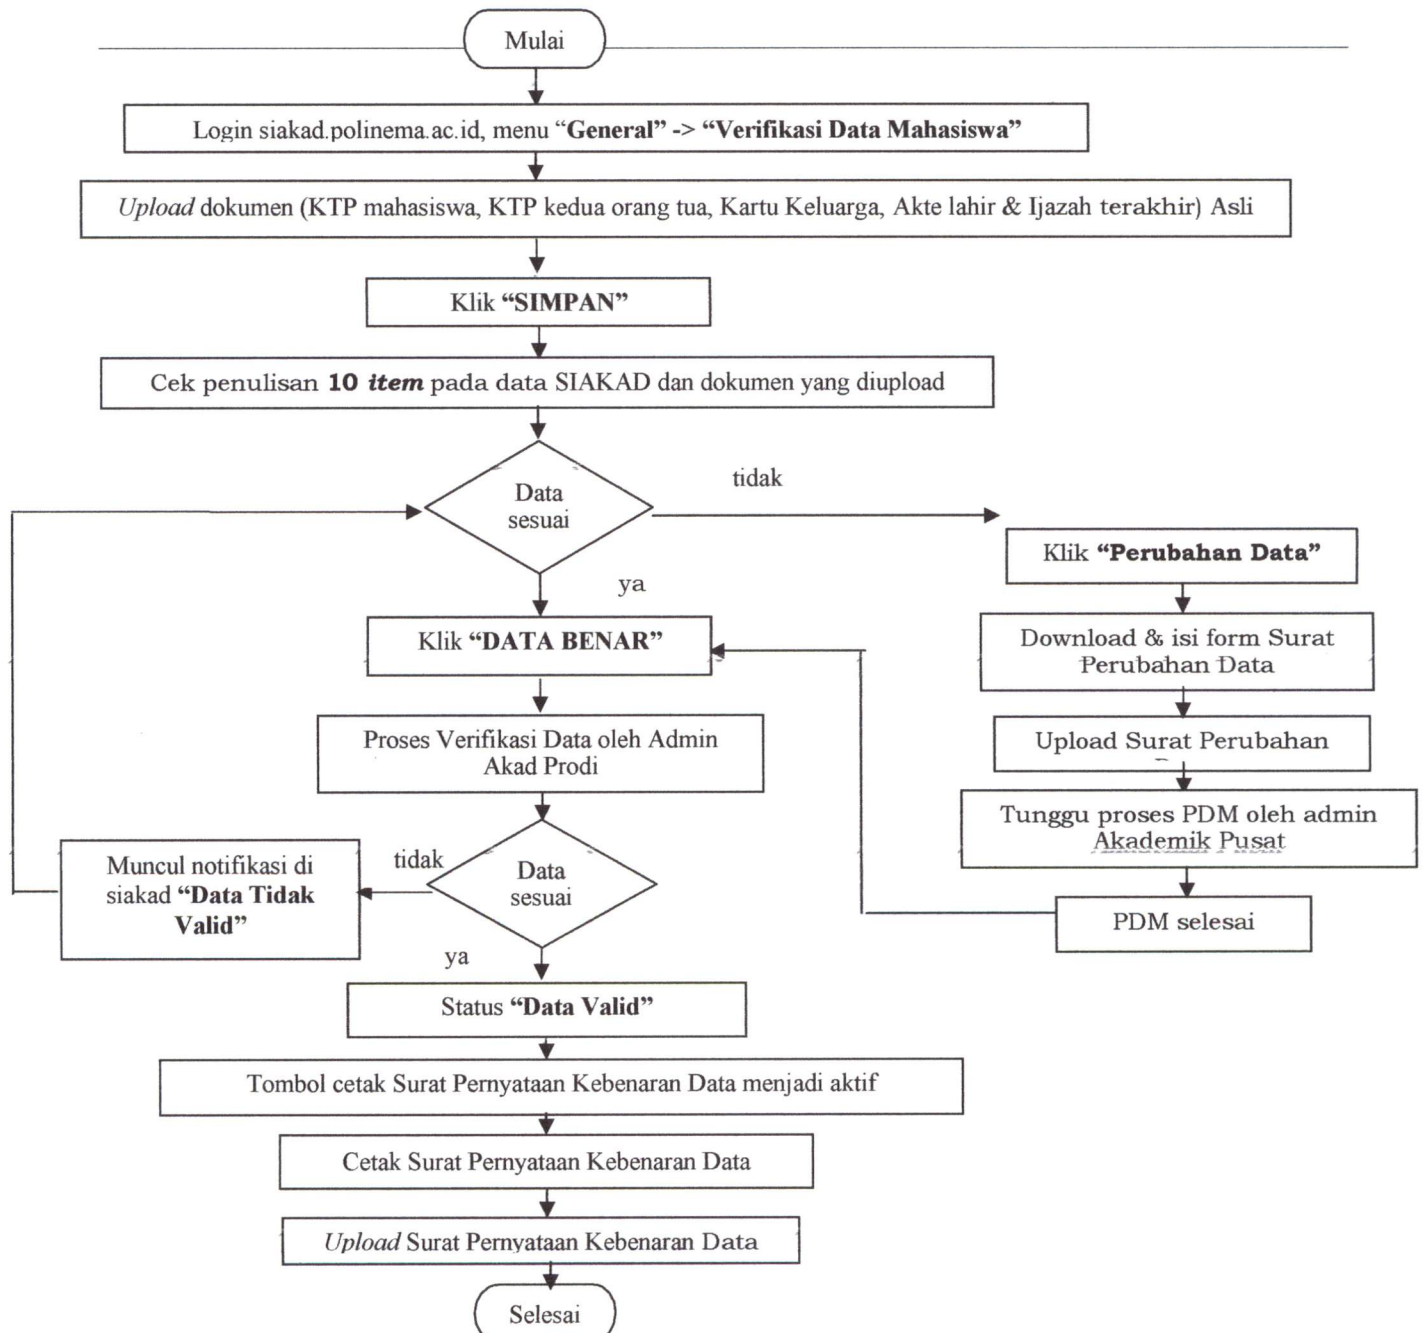 Mulai
Login siakad.polinema.ac.id, menu “General” -> “Verifikasi Data Mahasiswa”
Upload dokumen (KTP mahasiswa, KTP kedua orang tua, Kartu Keluarga, Akte lahir & Ijazah terakhir) Asli
Klik “SIMPAN”
Cek penulisan 10 item pada data SIAKAD dan dokumen yang diupload
Data
sesuai
tidak
ya
Klik “Perubahan Data”
Download & isi form Surat
Perubahan Data
Upload Surat Perubahan
Tunggu proses PDM oleh admin
Akademik Pusat
PDM selesai
Klik “DATA BENAR”
Proses Verifikasi Data oleh Admin
Akad Prodi
Data
sesuai
tidak
Muncul notifikasi di
siakad “Data Tidak
Valid”
ya
Status “Data Valid”
Tombol cetak Surat Pernyataan Kebenaran Data menjadi aktif
Cetak Surat Pernyataan Kebenaran Data
Upload Surat Pernyataan Kebenaran Data
Selesai